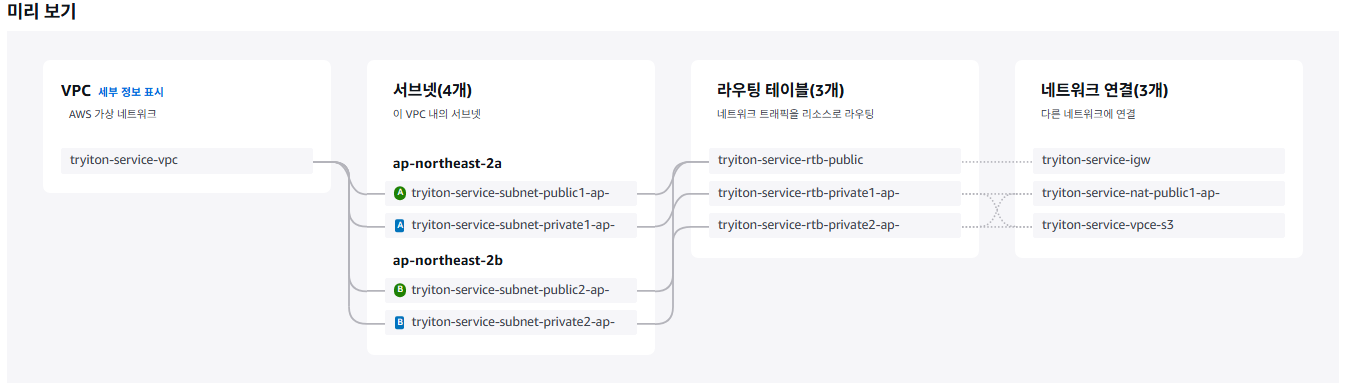 미리 보기
VPC 세부 정보 표시
AWS 가상 네트워크
tryiton-service-vpc
서브넷(4개)
이 VPC 내의 서브넷
ap-northeast-2a
A tryiton-service-subnet-public1-ap-
A tryiton-service-subnet-private1-ap-
ap-northeast-2b
B tryiton-service-subnet-public2-ap-
B tryiton-service-subnet-private2-ap-
라우팅 테이블(3개)
네트워크 트래픽을 리소스로 라우팅
tryiton-service-rtb-public
tryiton-service-rtb-private1-ap-
tryiton-service-rtb-private2-ap-
네트워크 연결(3개)
다른 네트워크에 연결
tryiton-service-igw
tryiton-service-nat-public1-ap-
tryiton-service-vpce-s3